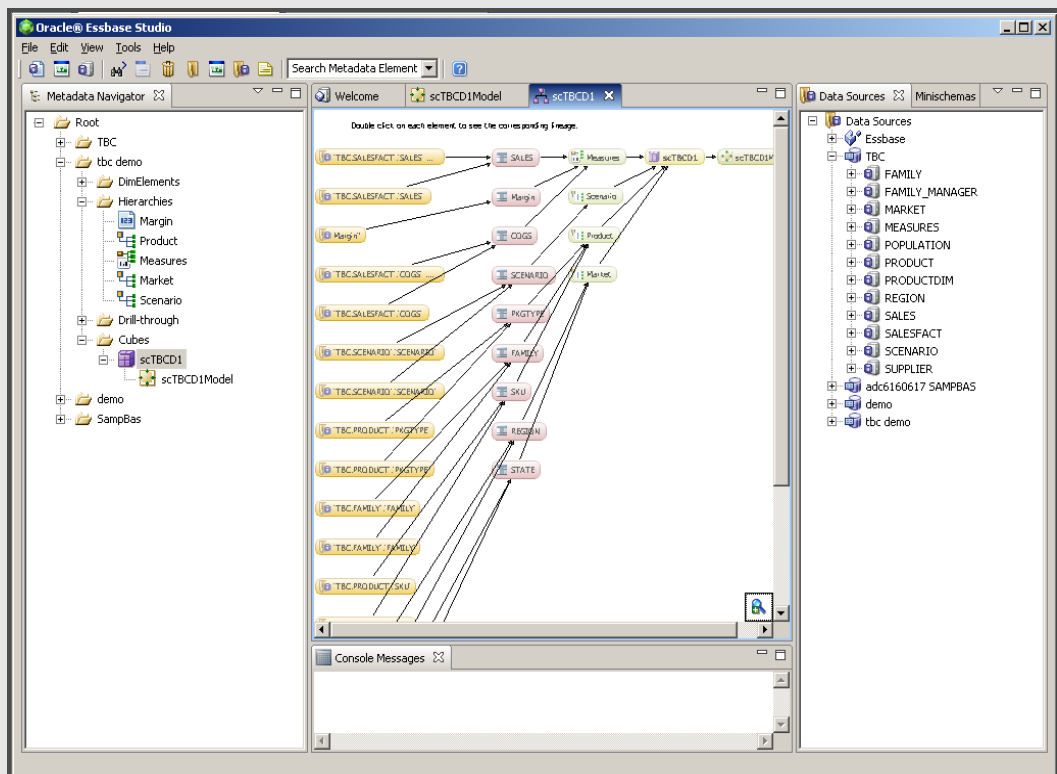 Oracle® Essbase Studio
File Edit View Tools Help
Search Metadata Element
Metadata Navigator
Root
TBC
tbc demo
DimElements
Hierarchies
Margin
Product
Measures
Market
Scenario
Drill-through
Cubes
scTBCD1
scTBCD1Model
demo
SampBas
Welcome scTBCD1Model scTBCD1
Double click on each element to see the corresponding lineage.
'TBC.SALESFACT'.'SALES ... SALES Measures scTBCD1 scTBCD1M
'TBC.SALESFACT'.'SALES Margin Scenario
Margin' COGS Product
'TBC.SALESFACT'.'COGS ... SCENARIO Market
'TBC.SALESFACT'.'COGS PKGTYPE
'TBC.SCENARIO'.'SCENARIO' FAMILY
'TBC.SCENARIO'.'SCENARIO' SKU
'TBC.PRODUCT'.'PKGTYPE REGION
'TBC.PRODUCT'.'PKGTYPE STATE
'TBC.FAMILY'.'FAMILY'
'TBC.FAMILY'.'FAMILY'
'TBC.PRODUCT'.'SKU'
Console Messages
Data Sources Minischemas
Data Sources
Essbase
TBC
FAMILY
FAMILY_MANAGER
MARKET
MEASURES
POPULATION
PRODUCT
PRODUCTDIM
REGION
SALES
SALESFACT
SCENARIO
SUPPLIER
adc6160617 SAMPBAS
demo
tbc demo